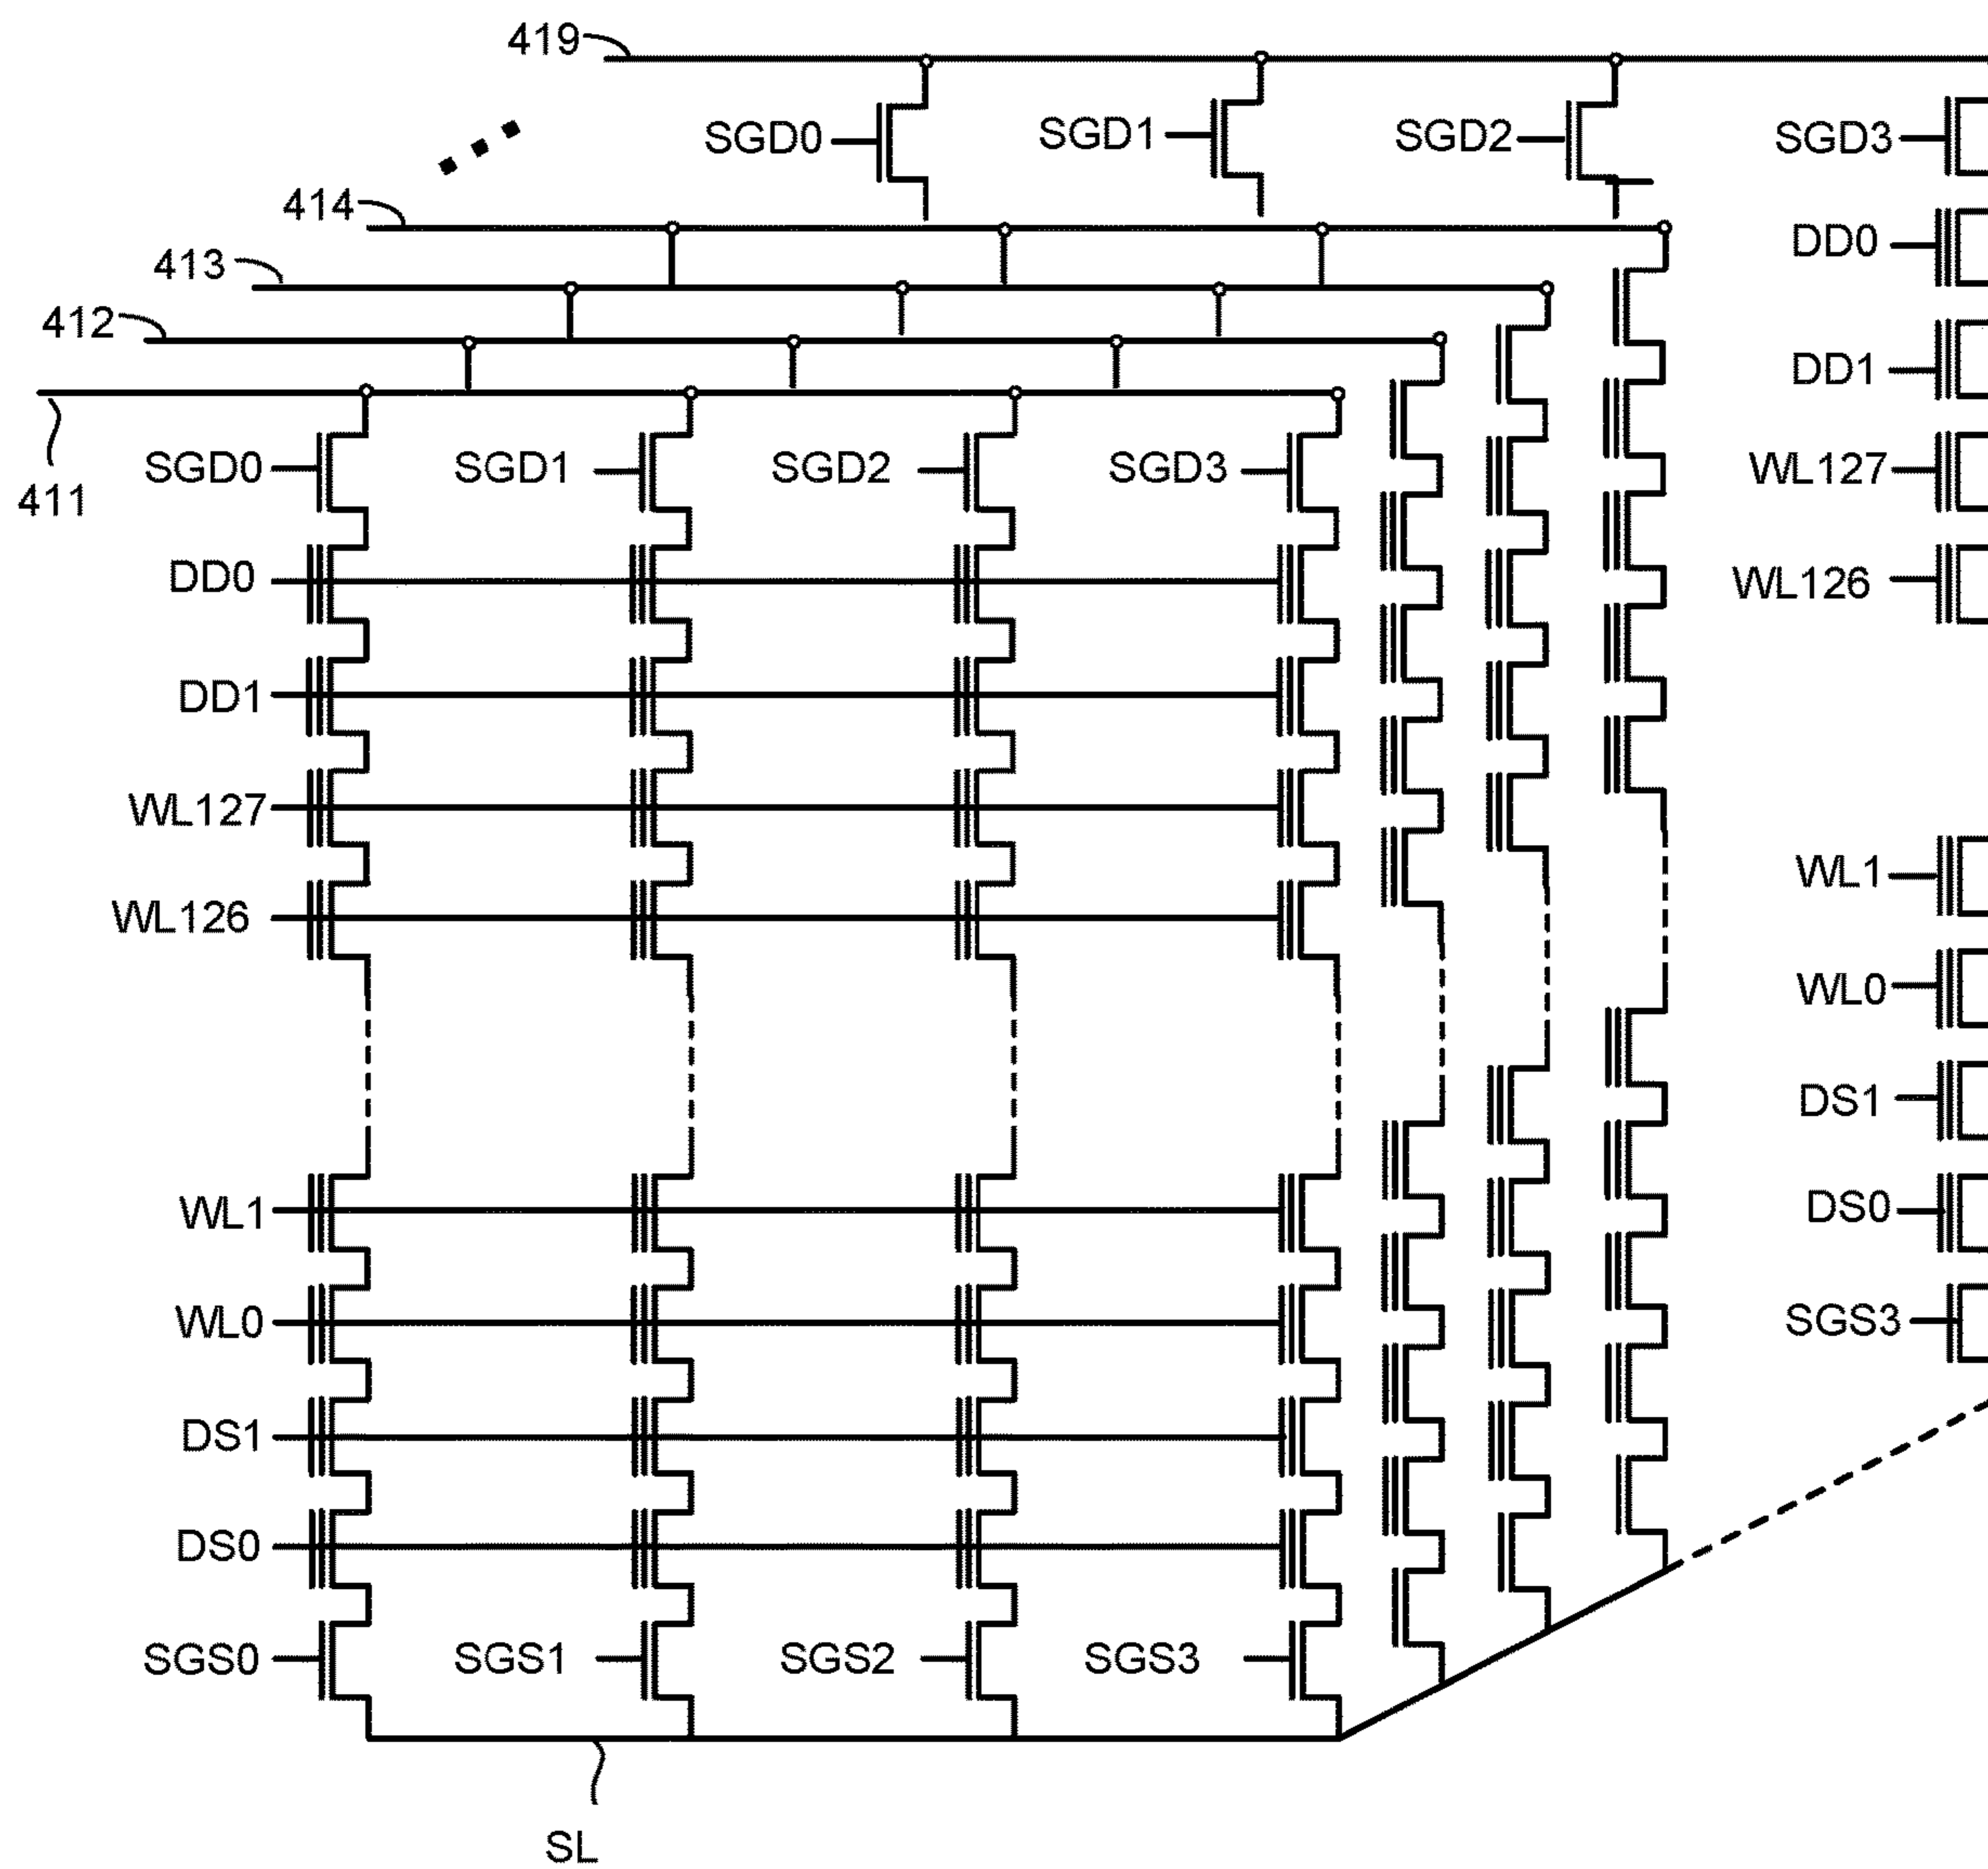 419
SGD0 SGD1 SGD2 SGD3
414
DD0
413
412
DD1
SGD0 SGD1 SGD2 SGD3
WL127
411
DD0
WL126
DD1
WL127
WL1
WL126
WL0
DS1
WL1
DS0
WL0
SGS3
DS1
DS0
SGS0 SGS1 SGS2 SGS3
SL